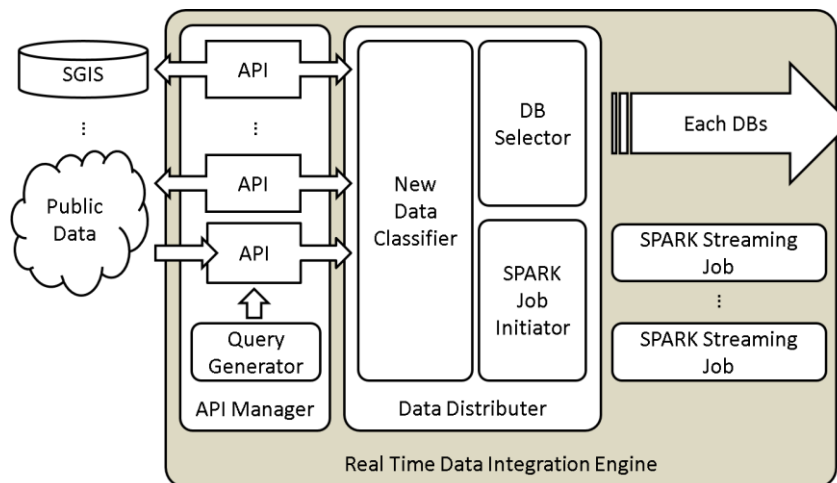 SGIS
⋮
Public
Data
API
⋮
API
API
Query
Generator
API Manager
New
Data
Classifier
DB
Selector
SPARK
Job
Initiator
Data Distributer
Each DBs
SPARK Streaming
Job
⋮
SPARK Streaming
Job
Real Time Data Integration Engine